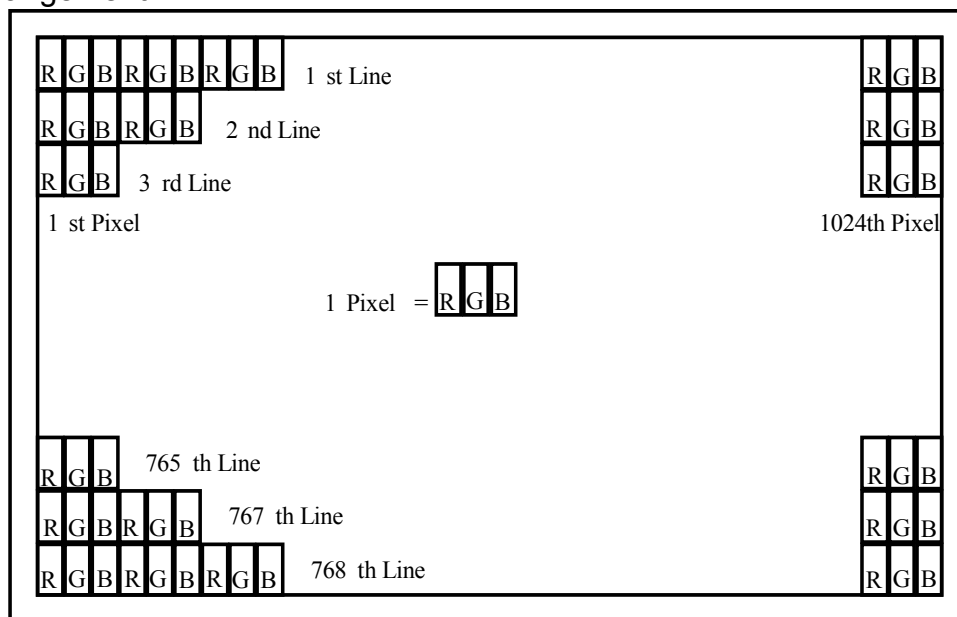 R G B R G B R G B 1 st Line R G B
R G B R G B 2 nd Line R G B
R G B 3 rd Line R G B
1 st Pixel 1024th Pixel
1 Pixel = R G B
R G B 765 th Line R G B
R G B R G B 767 th Line R G B
R G B R G B R G B 768 th Line R G B